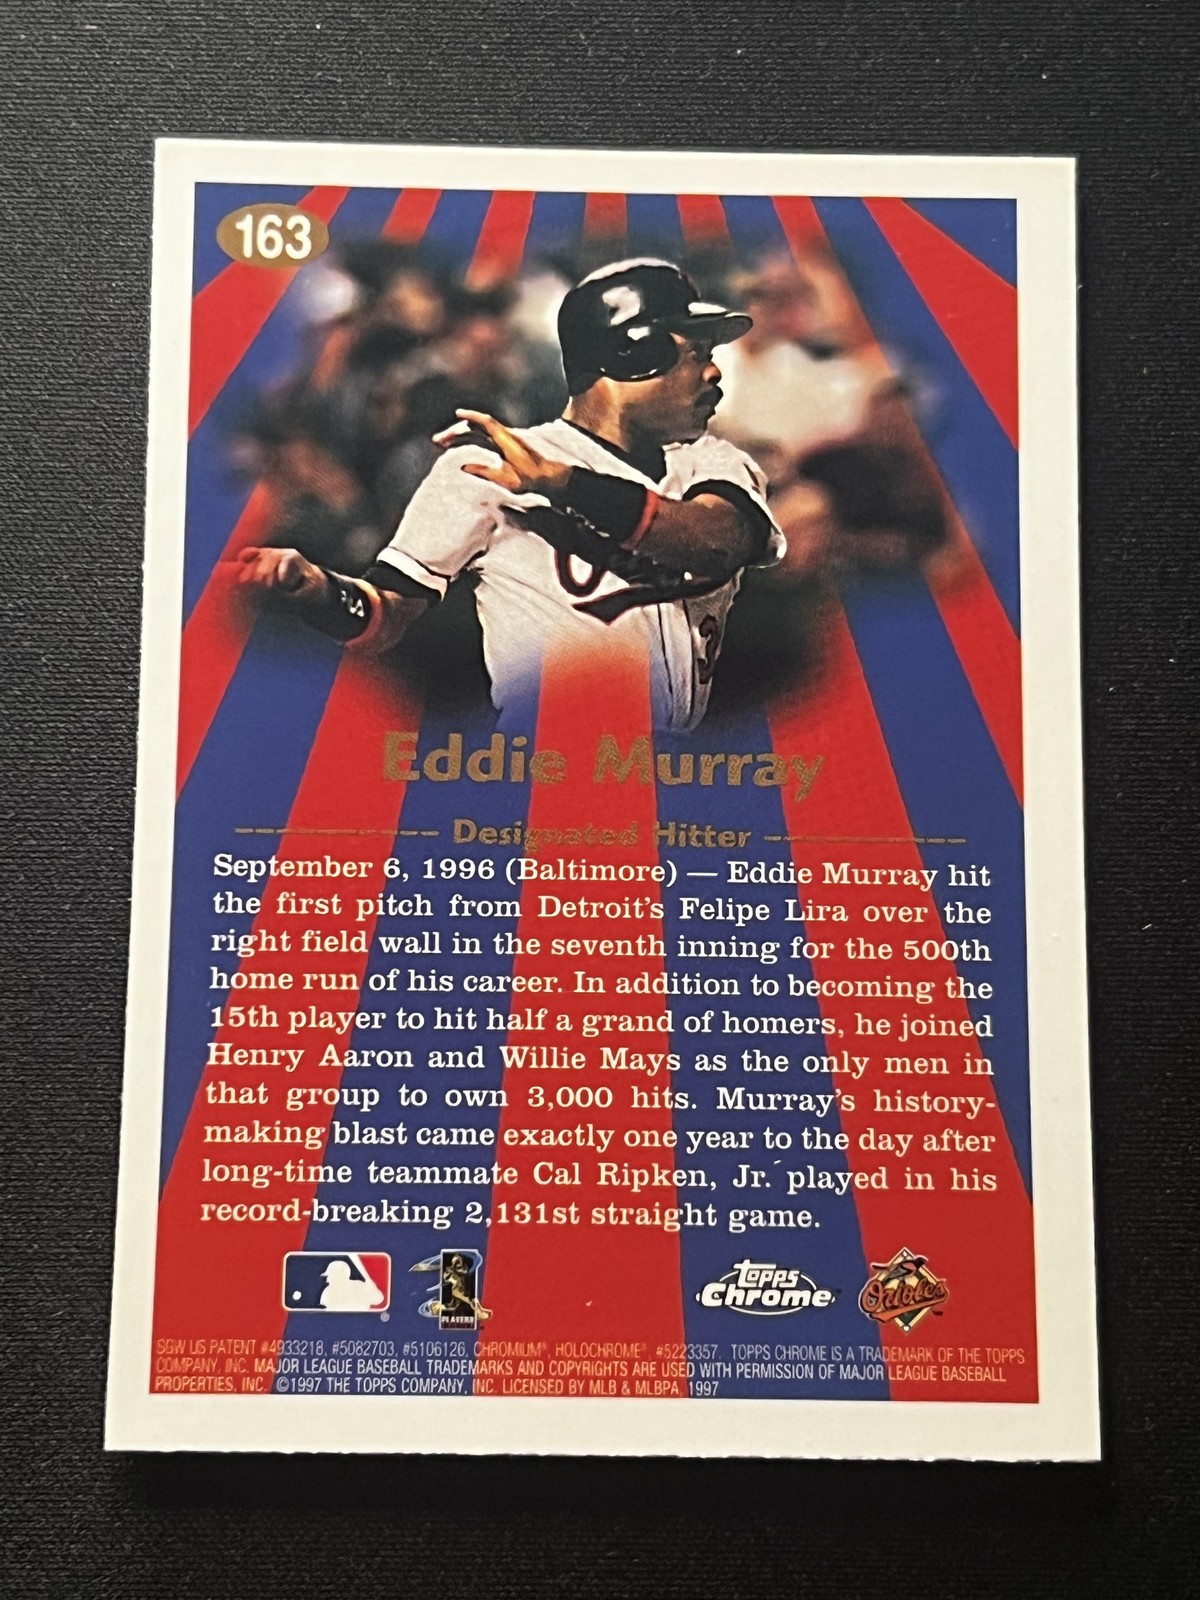 163
Eddie Murray
Designated Hitter
September 6, 1996 (Baltimore) — Eddie Murray hit
the first pitch from Detroit's Felipe Lira over the
right field wall in the seventh inning for the 500th
home run of his career. In addition to becoming the
15th player to hit half a grand of homers, he joined
Henry Aaron and Willie Mays as the only men in
that group to own 3,000 hits. Murray's history-
making blast came exactly one year to the day after
long-time teammate Cal Ripken, Jr. played in his
record-breaking 2,131st straight game.
PLAYERS
Topps
Chrome
Orioles
SGW US PATENT #4933218, #5082703, #5106126, CHROMIUM®, HOLOCHROME®, #5223357. TOPPS CHROME IS A TRADEMARK OF THE TOPPS
COMPANY, INC. MAJOR LEAGUE BASEBALL TRADEMARKS AND COPYRIGHTS ARE USED WITH PERMISSION OF MAJOR LEAGUE BASEBALL
PROPERTIES, INC. ©1997 THE TOPPS COMPANY, INC. LICENSED BY MLB & MLBPA, 1997